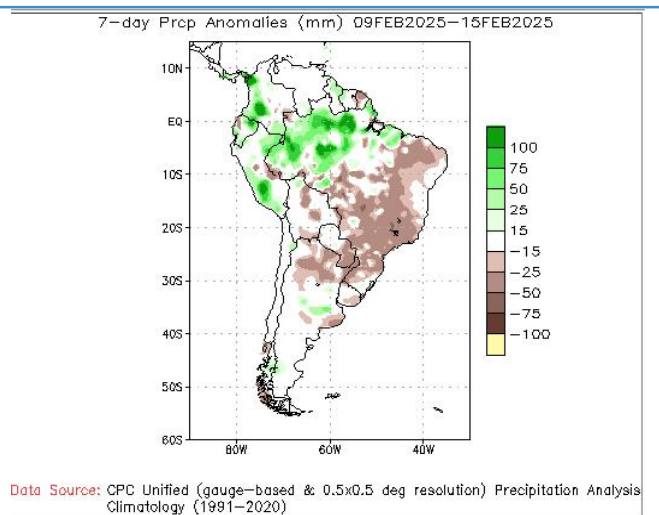 7-day Prcp Anomalies (mm) 09FEB2025-15FEB2025
10N
EQ
10S
20S
30S
40S
50S
60S
80W
60W
40W
100
75
50
25
15
-15
-25
-50
-75
-100
Data Source: CPC Unified (gauge-based & 0.5x0.5 deg resolution) Precipitation Analysis
Climatology (1991-2020)